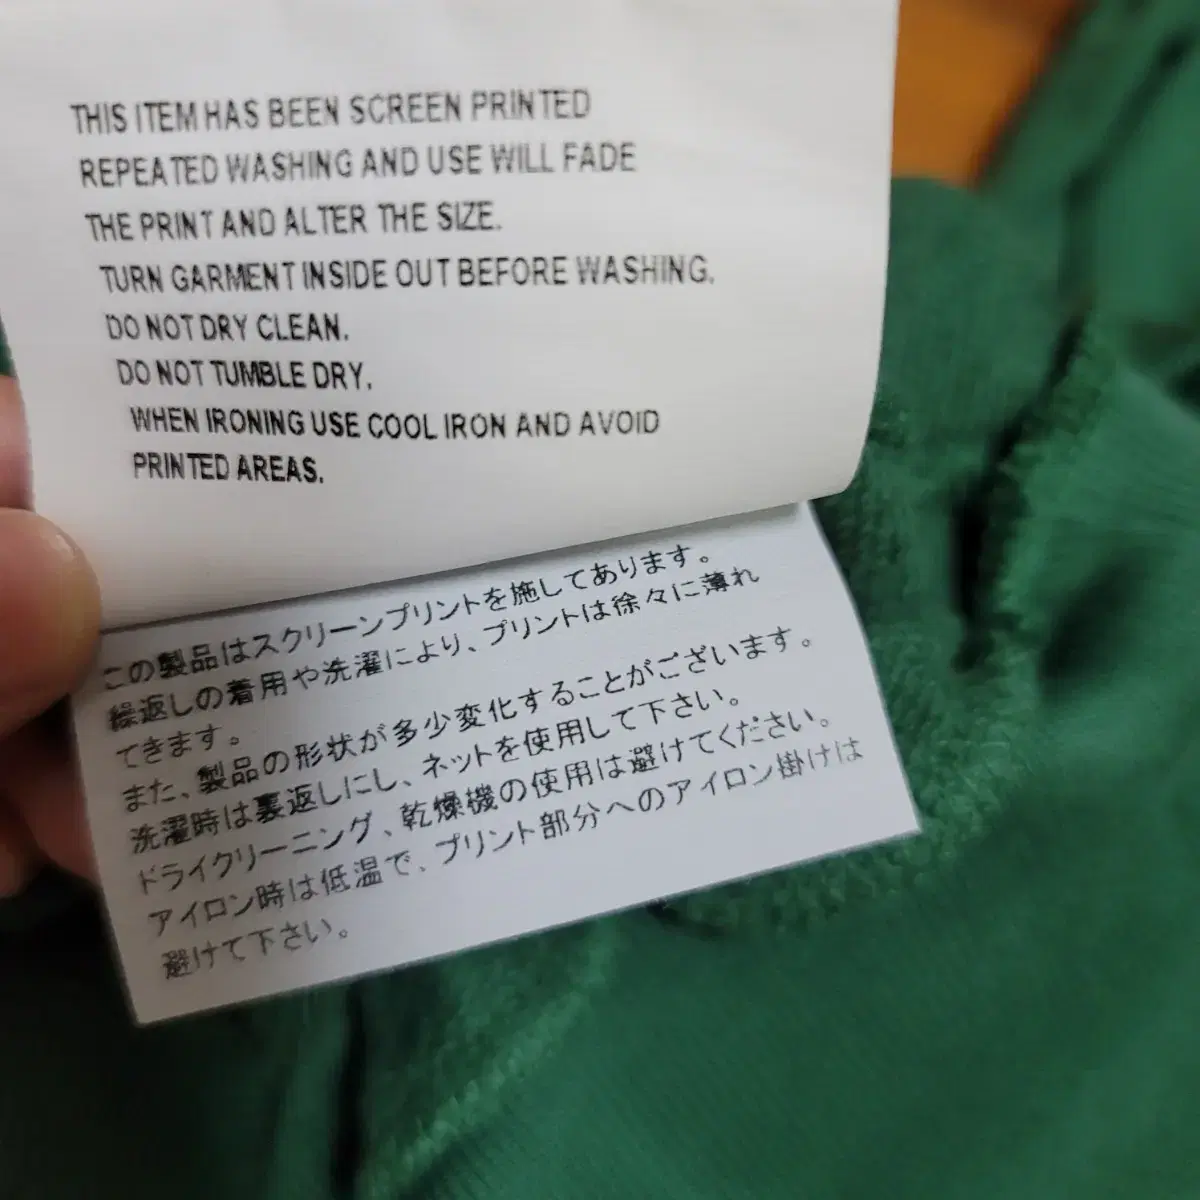 THIS ITEM HAS BEEN SCREEN PRINTED
REPEATED WASHING AND USE WILL FADE
THE PRINT AND ALTER THE SIZE.
TURN GARMENT INSIDE OUT BEFORE WASHING.
DO NOT DRY CLEAN.
DO NOT TUMBLE DRY.
WHEN IRONING USE COOL IRON AND AVOID
PRINTED AREAS.
この製品はスクリーンプリントを施してあります。
繰返しの着用や洗濯により、プリントは徐々に薄れ
てきます。
また、製品の形状が多少変化することがございます。
洗濯時は裏返しにし、ネットを使用して下さい。
ドライクリーニング、乾燥機の使用は避けてください。
アイロン時は低温で、プリント部分へのアイロン掛けは
避けて下さい。